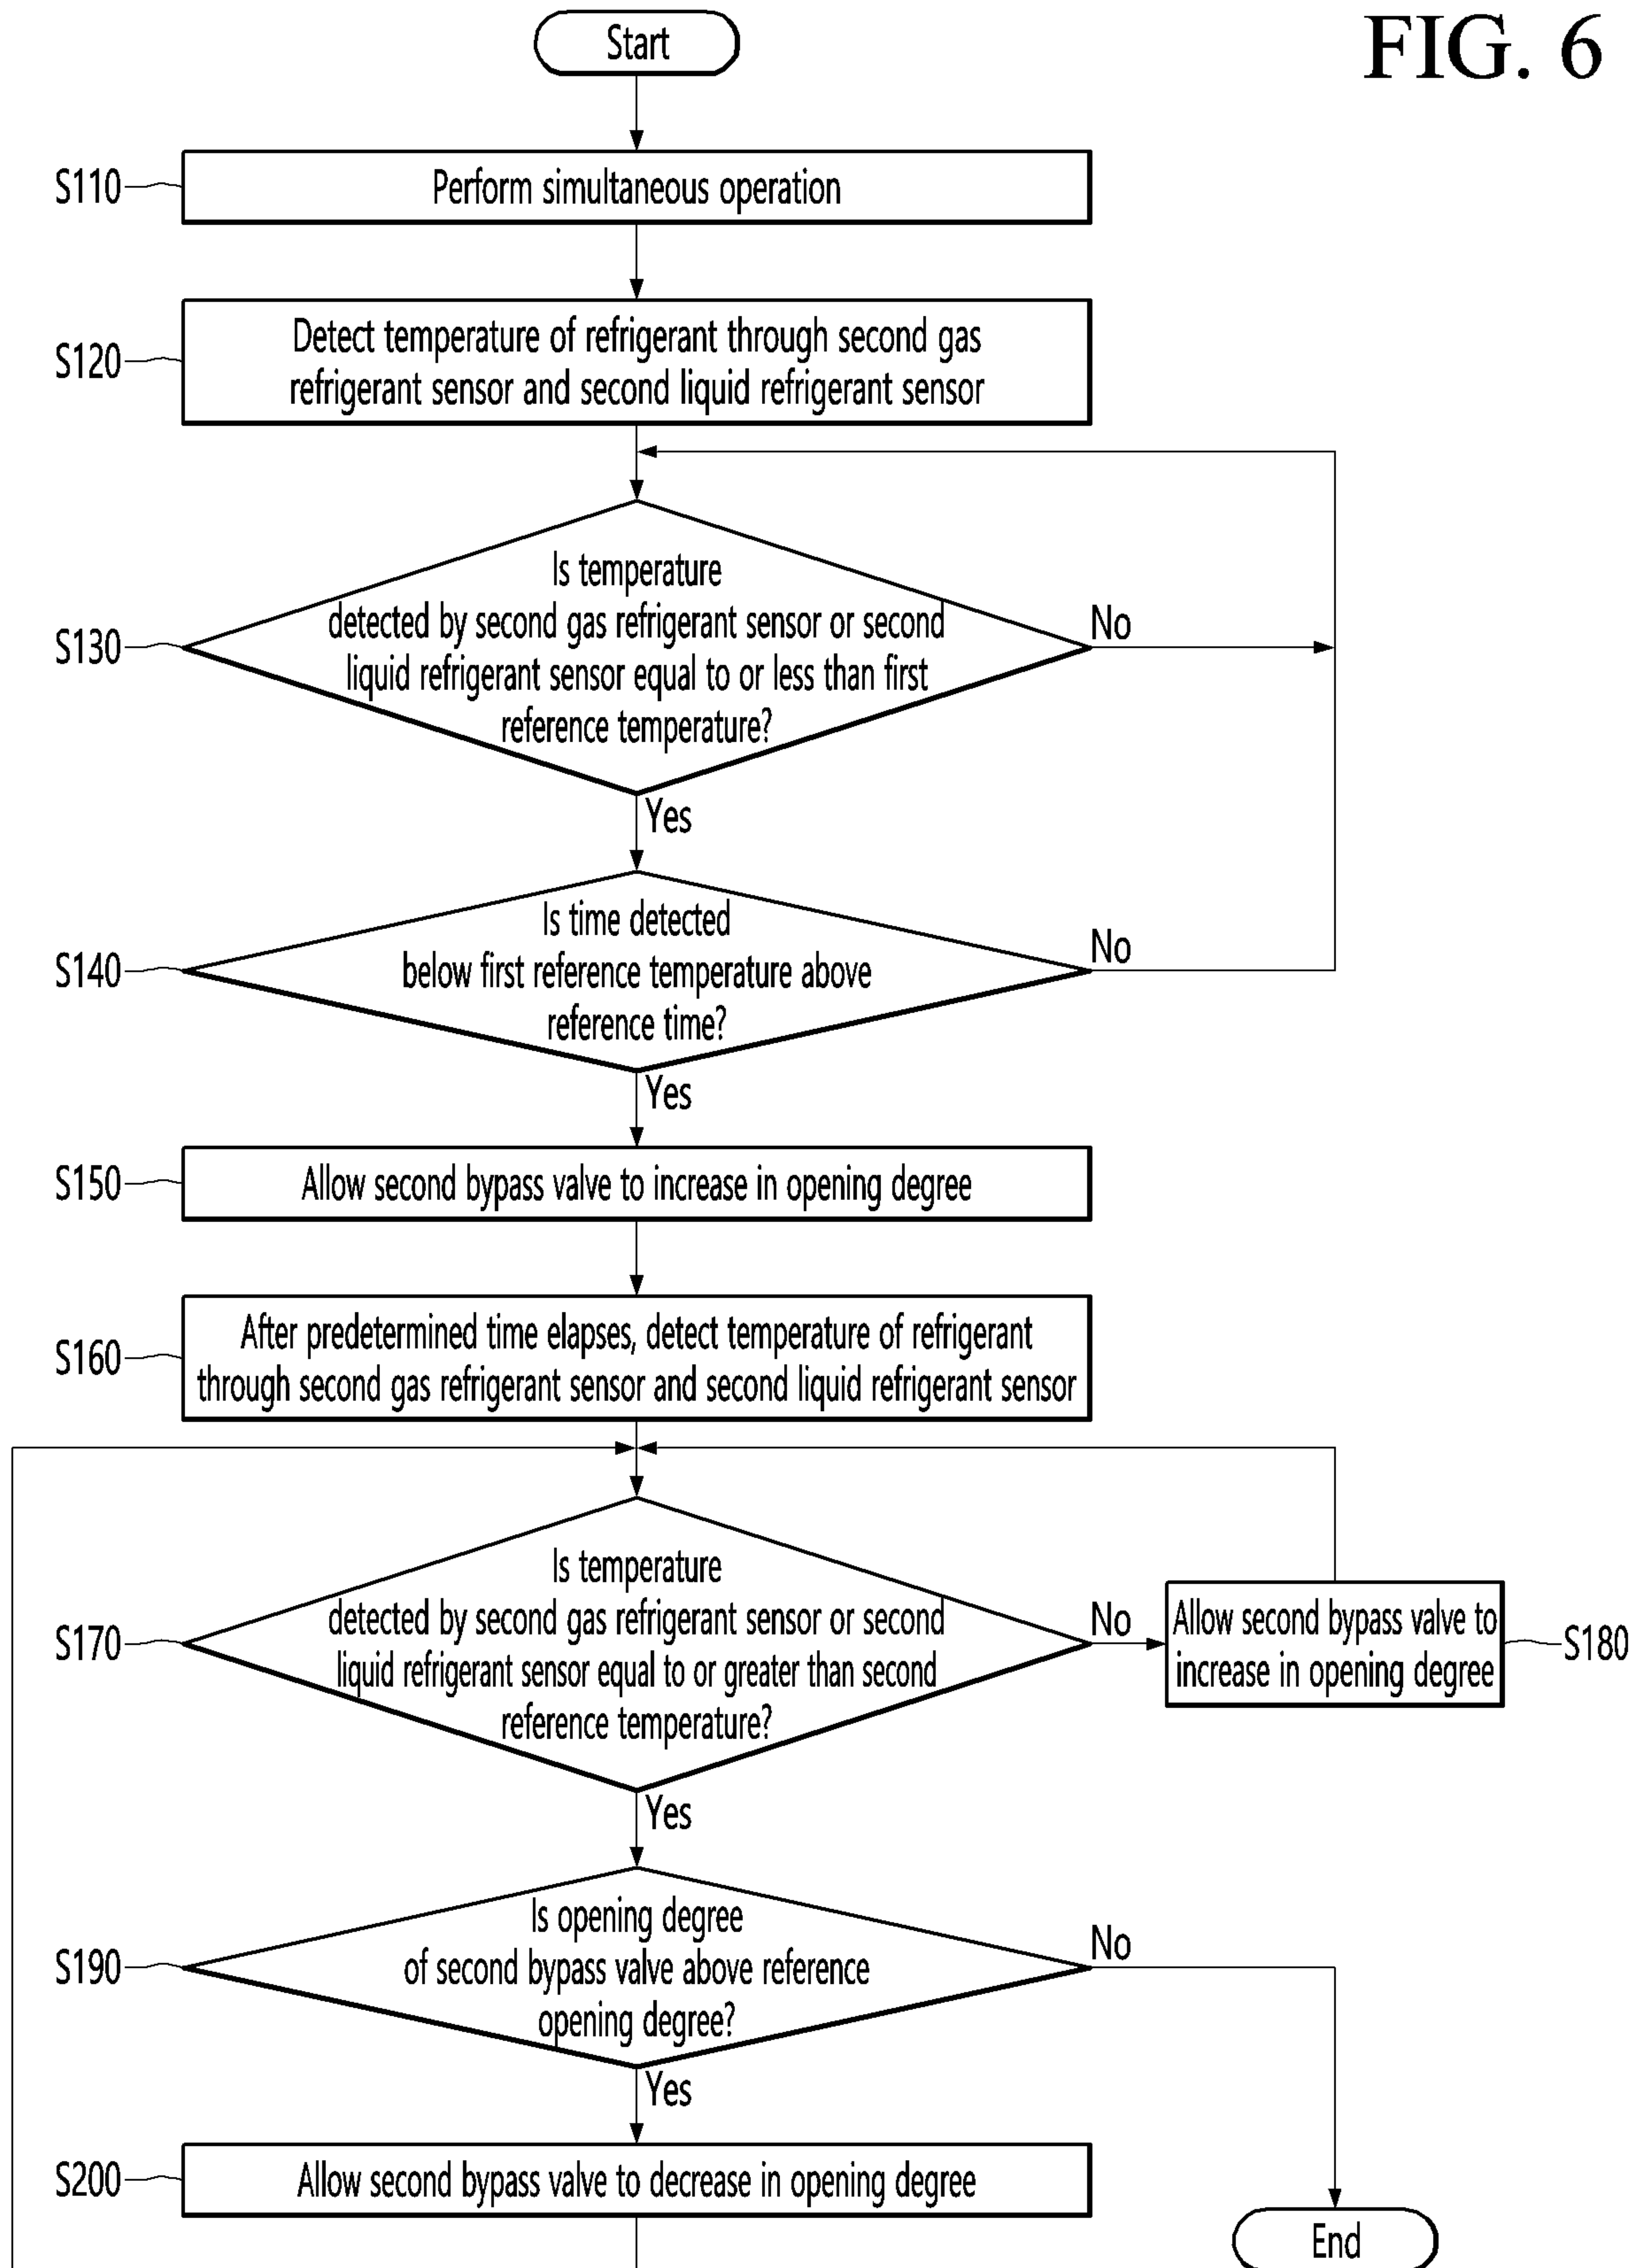 FIG. 6
Start
S110
Perform simultaneous operation
S120
Detect temperature of refrigerant through second gas
refrigerant sensor and second liquid refrigerant sensor
S130
Is temperature
detected by second gas refrigerant sensor or second
liquid refrigerant sensor equal to or less than first
reference temperature?
No
Yes
S140
Is time detected
below first reference temperature above
reference time?
No
Yes
S150
Allow second bypass valve to increase in opening degree
S160
After predetermined time elapses, detect temperature of refrigerant
through second gas refrigerant sensor and second liquid refrigerant sensor
S170
Is temperature
detected by second gas refrigerant sensor or second
liquid refrigerant sensor equal to or greater than second
reference temperature?
No
Allow second bypass valve to
increase in opening degree
S180
Yes
S190
Is opening degree
of second bypass valve above reference
opening degree?
No
Yes
S200
Allow second bypass valve to decrease in opening degree
End